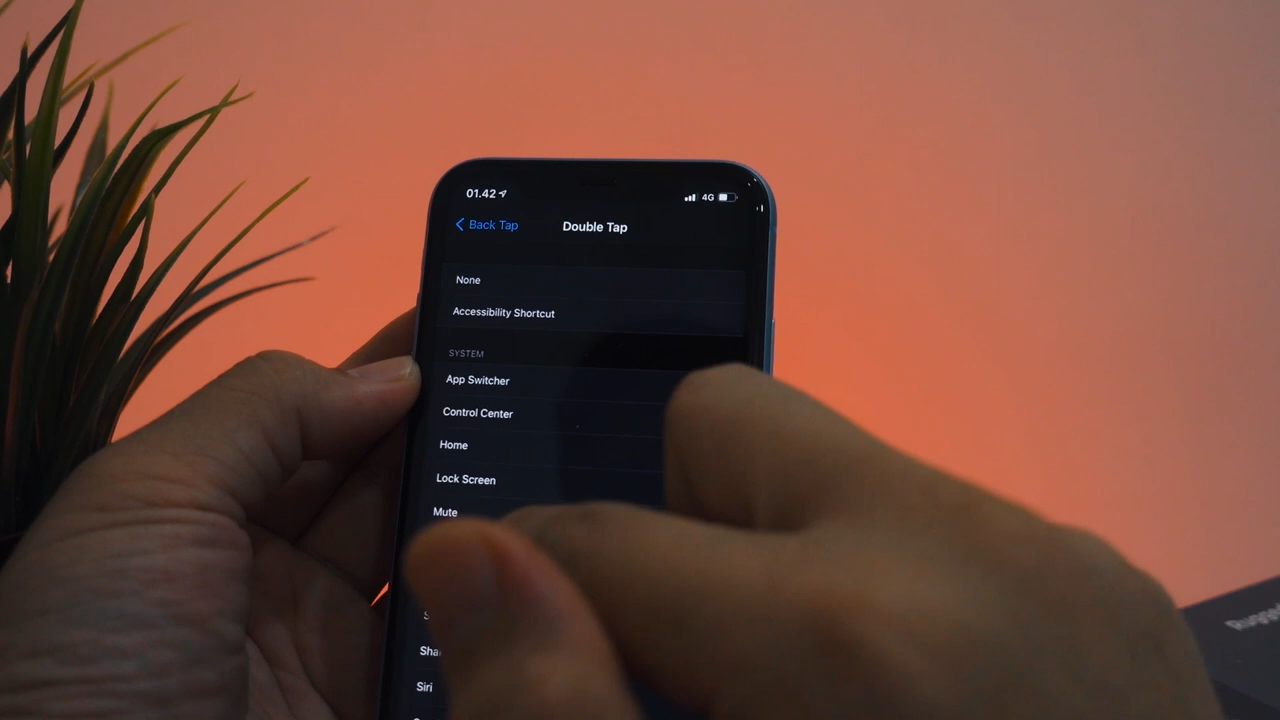 01.42
4G
Back Tap
Double Tap
None
Accessibility Shortcut
SYSTEM
App Switcher
Control Center
Home
Lock Screen
Mute
Siri